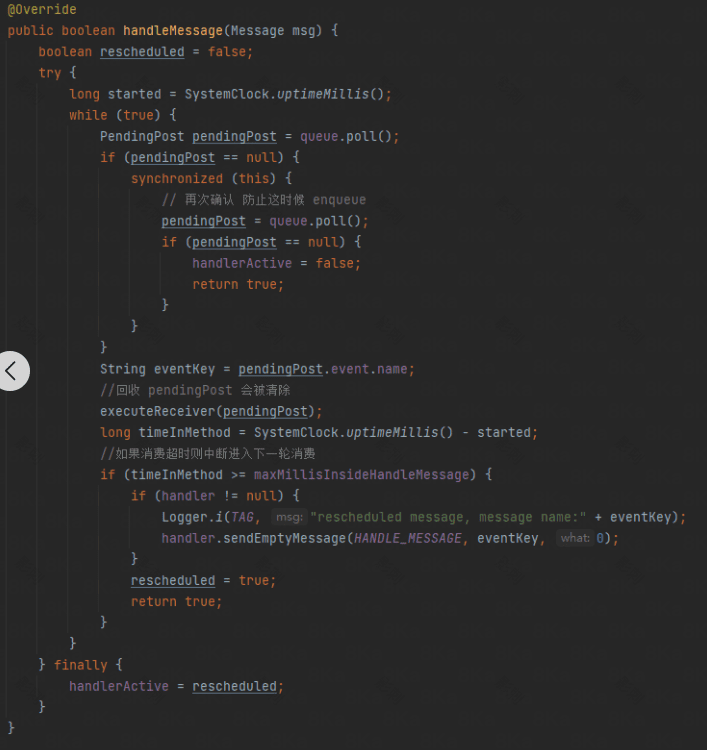 @Override
public boolean handleMessage(Message msg) {
    boolean rescheduled = false;
    try {
        long started = SystemClock.uptimeMillis();
        while (true) {
            PendingPost pendingPost = queue.poll();
            if (pendingPost == null) {
                synchronized (this) {
                    // 再次确认 防止这时候 enqueue
                    pendingPost = queue.poll();
                    if (pendingPost == null) {
                        handlerActive = false;
                        return true;
                    }
                }
            }
            String eventKey = pendingPost.event.name;
            //回收 pendingPost 会被清除
            executeReceiver(pendingPost);
            long timeInMethod = SystemClock.uptimeMillis() - started;
            //如果消费超时则中断进入下一轮消费
            if (timeInMethod >= maxMillisInsideHandleMessage) {
                if (handler != null) {
                    Logger.i(TAG, msg: "rescheduled message, message name:" + eventKey);
                    handler.sendEmptyMessage(HANDLE_MESSAGE, eventKey, what: 0);
                }
                rescheduled = true;
                return true;
            }
        }
    } finally {
        handlerActive = rescheduled;
    }
}